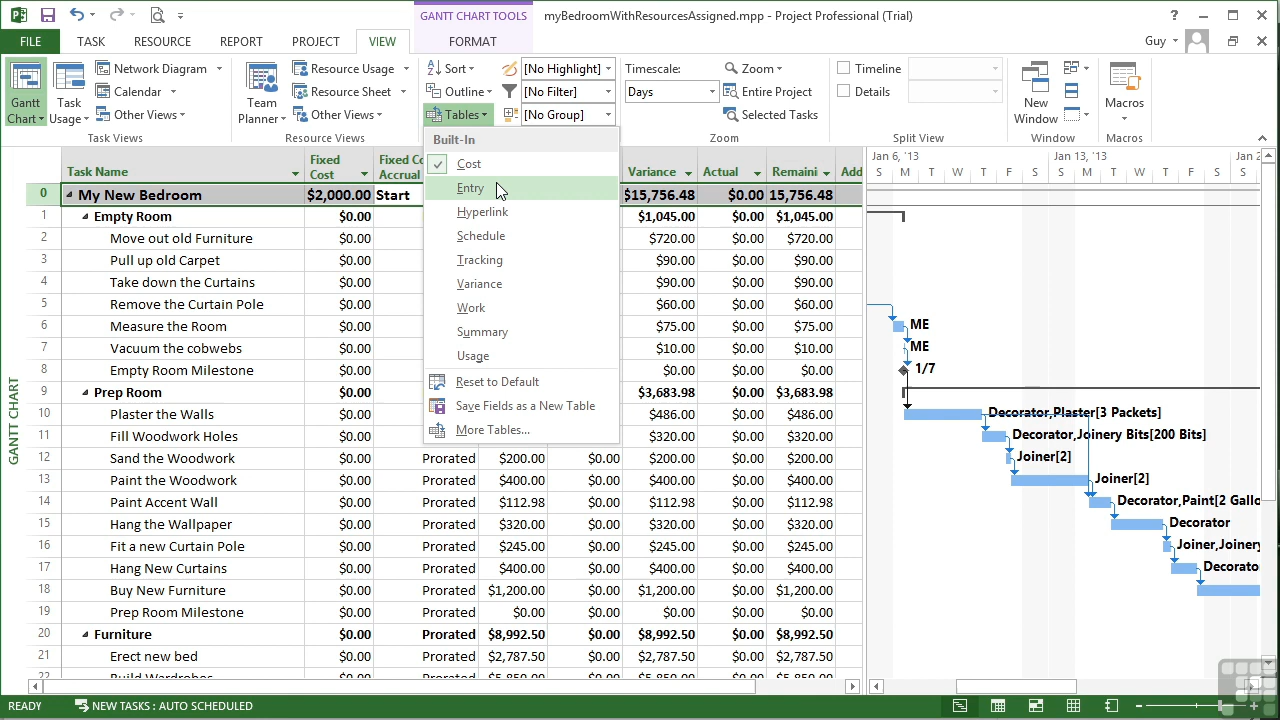 GANTT CHART TOOLS
myBedroomWithResourcesAssigned.mpp - Project Professional (Trial)
FILE TASK RESOURCE REPORT PROJECT VIEW FORMAT Guy
Gantt Chart
Task Usage
Network Diagram
Calendar
Other Views
Task Views
Team Planner
Resource Usage
Resource Sheet
Other Views
Resource Views
Sort
Outline
Tables
[No Highlight]
[No Filter]
[No Group]
Timescale:
Days
Zoom
Entire Project
Selected Tasks
Zoom
Timeline
Details
Split View
New Window
Window
Macros
Macros
Built-In
Cost
Entry
Hyperlink
Schedule
Tracking
Variance
Work
Summary
Usage
Reset to Default
Save Fields as a New Table
More Tables...
GANTT CHART
Task Name Fixed Cost Fixed Co Accrual Variance Actual Remaini Add
0 My New Bedroom $2,000.00 Start $15,756.48 $0.00 15,756.48
1 Empty Room $0.00 $1,045.00 $0.00 $1,045.00
2 Move out old Furniture $0.00 $720.00 $0.00 $720.00
3 Pull up old Carpet $0.00 $90.00 $0.00 $90.00
4 Take down the Curtains $0.00 $90.00 $0.00 $90.00
5 Remove the Curtain Pole $0.00 $60.00 $0.00 $60.00
6 Measure the Room $0.00 $75.00 $0.00 $75.00
7 Vacuum the cobwebs $0.00 $10.00 $0.00 $10.00
8 Empty Room Milestone $0.00 $0.00 $0.00 $0.00
9 Prep Room $0.00 $3,683.98 $0.00 $3,683.98
10 Plaster the Walls $0.00 $486.00 $0.00 $486.00
11 Fill Woodwork Holes $0.00 $320.00 $0.00 $320.00
12 Sand the Woodwork $0.00 Prorated $200.00 $0.00 $200.00 $0.00 $200.00
13 Paint the Woodwork $0.00 Prorated $400.00 $0.00 $400.00 $0.00 $400.00
14 Paint Accent Wall $0.00 Prorated $112.98 $0.00 $112.98 $0.00 $112.98
15 Hang the Wallpaper $0.00 Prorated $320.00 $0.00 $320.00 $0.00 $320.00
16 Fit a new Curtain Pole $0.00 Prorated $245.00 $0.00 $245.00 $0.00 $245.00
17 Hang New Curtains $0.00 Prorated $400.00 $0.00 $400.00 $0.00 $400.00
18 Buy New Furniture $0.00 Prorated $1,200.00 $0.00 $1,200.00 $0.00 $1,200.00
19 Prep Room Milestone $0.00 Prorated $0.00 $0.00 $0.00 $0.00 $0.00
20 Furniture $0.00 Prorated $8,992.50 $0.00 $8,992.50 $0.00 $8,992.50
21 Erect new bed $0.00 Prorated $2,787.50 $0.00 $2,787.50 $0.00 $2,787.50
Jan 6, '13 Jan 13, '13 Jan 2
S M T W T F S S M T W T F S S
ME
ME
1/7
Decorator,Plaster[3 Packets]
Decorator,Joinery Bits[200 Bits]
Joiner[2]
Joiner[2]
Decorator,Paint[2 Gallo
Decorator
Joiner,Joinery
Decorato
READY NEW TASKS : AUTO SCHEDULED